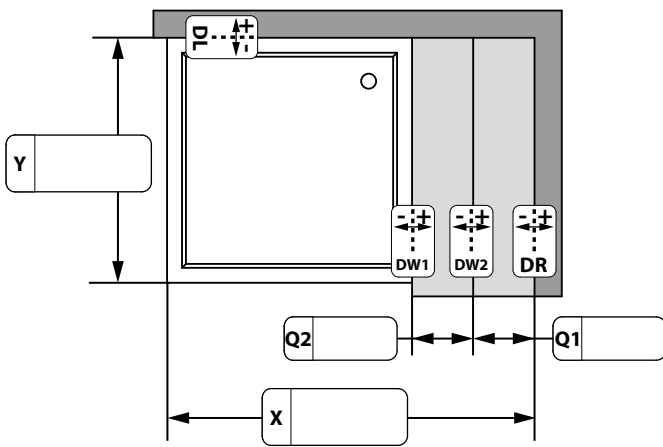 DL + -
Y
- + - + - +
DW1 DW2 DR
Q2 Q1
X